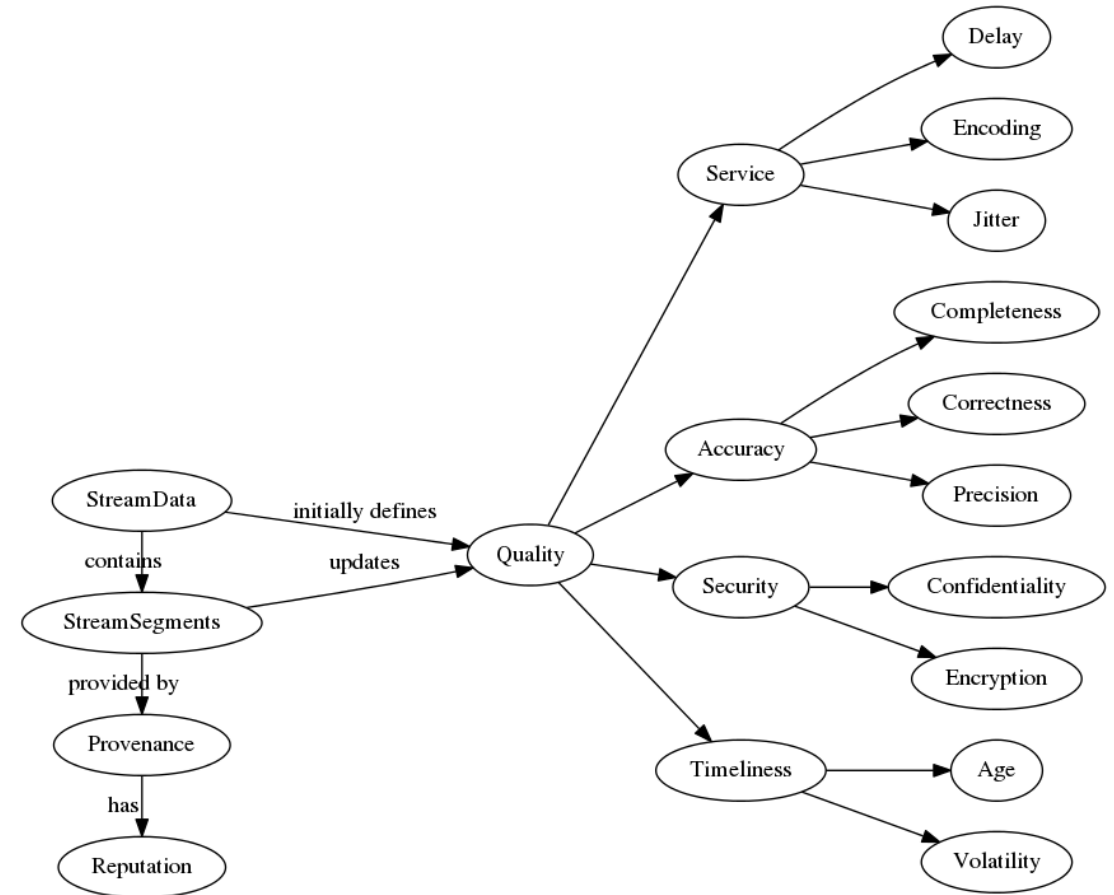 Delay
Encoding
Service
Jitter
Completeness
Correctness
Accuracy
Precision
StreamData
initially defines
Quality
contains
updates
Security
Confidentiality
StreamSegments
Encryption
provided by
Provenance
Timeliness
Age
has
Reputation
Volatility